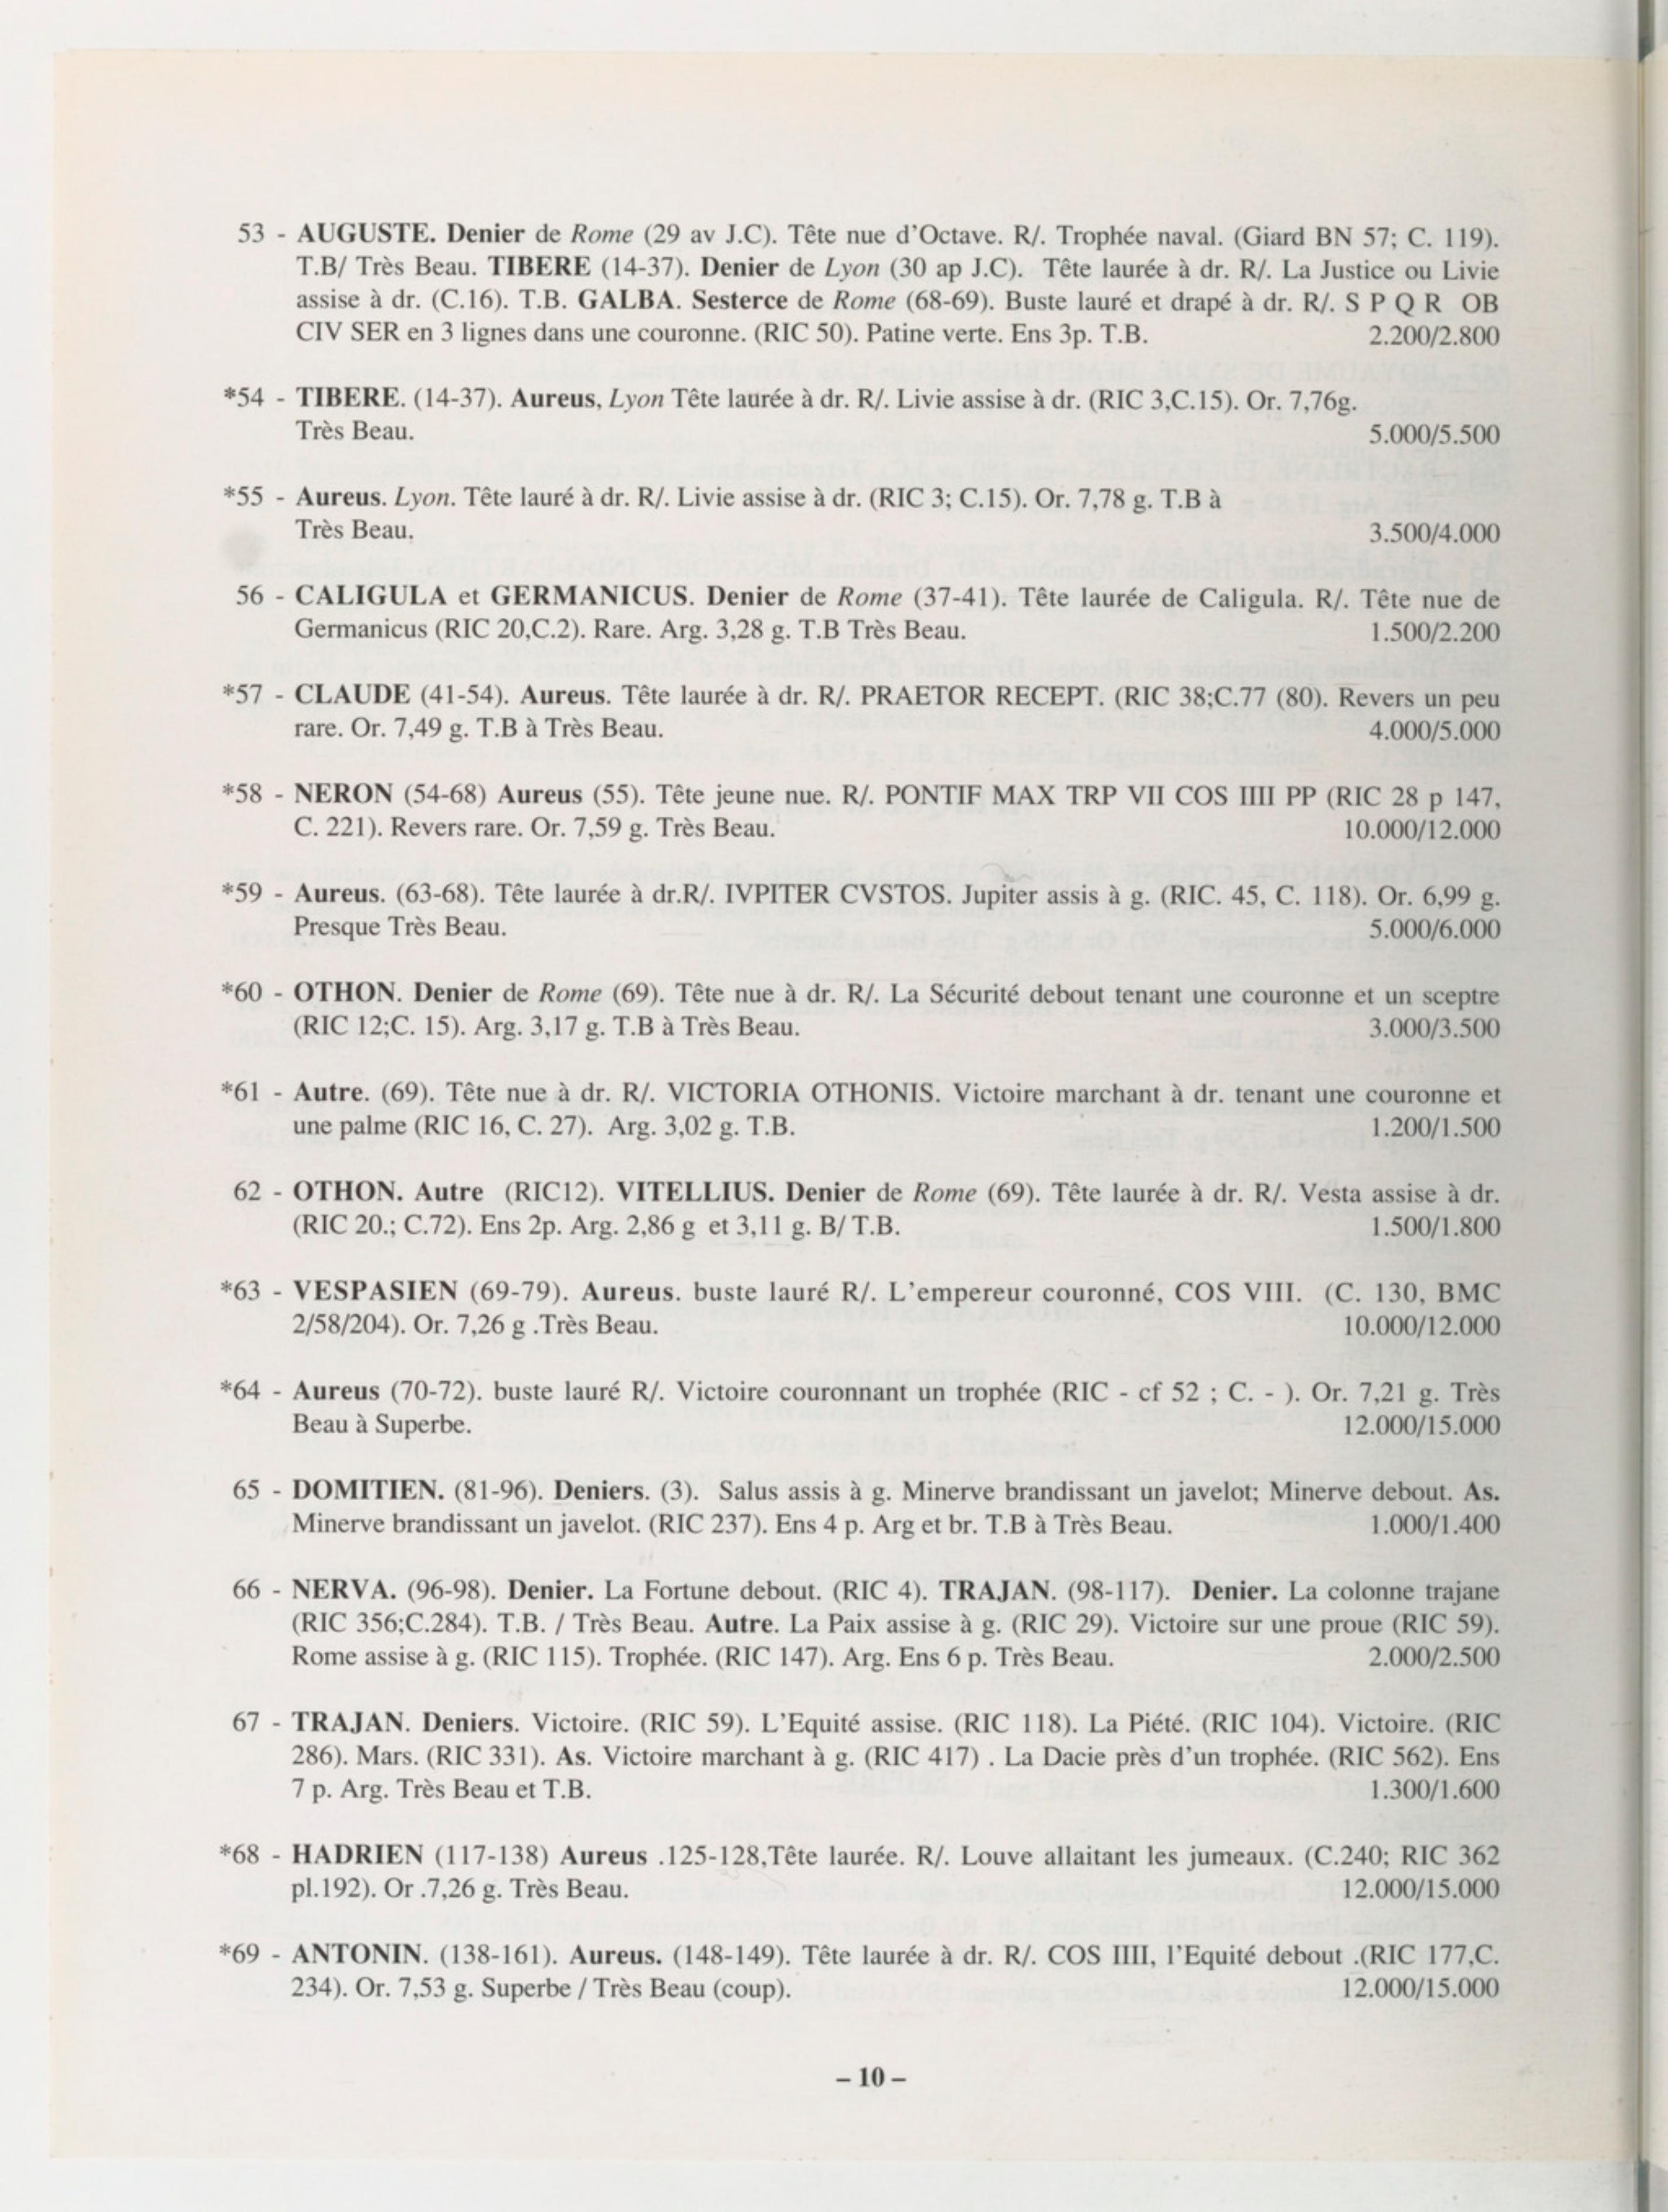 53 - AUGUSTE. Denier de Rome (29 av J.C). Tête nue d'Octave. R/. Trophée naval. (Giard BN 57; C. 119).
T.B/ Très Beau. TIBERE (14-37). Denier de Lyon (30 ap J.C). Tête laurée à dr. R/. La Justice ou Livie
assise à dr. (C.16). T.B. GALBA. Sesterce de Rome (68-69). Buste lauré et drapé à dr. R/. S P Q R OB
CIV SER en 3 lignes dans une couronne. (RIC 50). Patine verte. Ens 3p. T.B. 2.200/2.800
*54 - TIBERE. (14-37). Aureus, Lyon Tête laurée à dr. R/. Livie assise à dr. (RIC 3,C.15). Or. 7,76g.
Très Beau. 5.000/5.500
*55 - Aureus. Lyon. Tête lauré à dr. R/. Livie assise à dr. (RIC 3; C.15). Or. 7,78 g. T.B à
Très Beau. 3.500/4.000
56 - CALIGULA et GERMANICUS. Denier de Rome (37-41). Tête laurée de Caligula. R/. Tête nue de
Germanicus (RIC 20,C.2). Rare. Arg. 3,28 g. T.B Très Beau. 1.500/2.200
*57 - CLAUDE (41-54). Aureus. Tête laurée à dr. R/. PRAETOR RECEPT. (RIC 38;C.77 (80). Revers un peu
rare. Or. 7,49 g. T.B à Très Beau. 4.000/5.000
*58 - NERON (54-68) Aureus (55). Tête jeune nue. R/. PONTIF MAX TRP VII COS IIII PP (RIC 28 p 147,
C. 221). Revers rare. Or. 7,59 g. Très Beau. 10.000/12.000
*59 - Aureus. (63-68). Tête laurée à dr.R/. IVPITER CVSTOS. Jupiter assis à g. (RIC. 45, C. 118). Or. 6,99 g.
Presque Très Beau. 5.000/6.000
*60 - OTHON. Denier de Rome (69). Tête nue à dr. R/. La Sécurité debout tenant une couronne et un sceptre
(RIC 12;C. 15). Arg. 3,17 g. T.B à Très Beau. 3.000/3.500
*61 - Autre. (69). Tête nue à dr. R/. VICTORIA OTHONIS. Victoire marchant à dr. tenant une couronne et
une palme (RIC 16, C. 27). Arg. 3,02 g. T.B. 1.200/1.500
62 - OTHON. Autre (RIC12). VITELLIUS. Denier de Rome (69). Tête laurée à dr. R/. Vesta assise à dr.
(RIC 20.; C.72). Ens 2p. Arg. 2,86 g et 3,11 g. B/ T.B. 1.500/1.800
*63 - VESPASIEN (69-79). Aureus. buste lauré R/. L'empereur couronné, COS VIII. (C. 130, BMC
2/58/204). Or. 7,26 g .Très Beau. 10.000/12.000
*64 - Aureus (70-72). buste lauré R/. Victoire couronnant un trophée (RIC - cf 52 ; C. - ). Or. 7,21 g. Très
Beau à Superbe. 12.000/15.000
65 - DOMITIEN. (81-96). Deniers. (3). Salus assis à g. Minerve brandissant un javelot; Minerve debout. As.
Minerve brandissant un javelot. (RIC 237). Ens 4 p. Arg et br. T.B à Très Beau. 1.000/1.400
66 - NERVA. (96-98). Denier. La Fortune debout. (RIC 4). TRAJAN. (98-117). Denier. La colonne trajane
(RIC 356;C.284). T.B. / Très Beau. Autre. La Paix assise à g. (RIC 29). Victoire sur une proue (RIC 59).
Rome assise à g. (RIC 115). Trophée. (RIC 147). Arg. Ens 6 p. Très Beau. 2.000/2.500
67 - TRAJAN. Deniers. Victoire. (RIC 59). L'Equité assise. (RIC 118). La Piété. (RIC 104). Victoire. (RIC
286). Mars. (RIC 331). As. Victoire marchant à g. (RIC 417) . La Dacie près d'un trophée. (RIC 562). Ens
7 p. Arg. Très Beau et T.B. 1.300/1.600
*68 - HADRIEN (117-138) Aureus .125-128,Tête laurée. R/. Louve allaitant les jumeaux. (C.240; RIC 362
pl.192). Or .7,26 g. Très Beau. 12.000/15.000
*69 - ANTONIN. (138-161). Aureus. (148-149). Tête laurée à dr. R/. COS IIII, l'Equité debout .(RIC 177,C.
234). Or. 7,53 g. Superbe / Très Beau (coup). 12.000/15.000
– 10 –